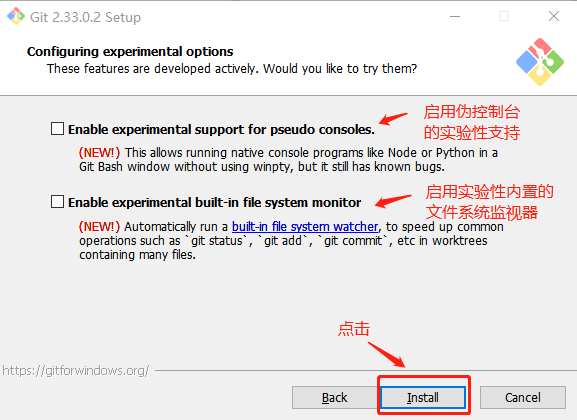 Git 2.33.0.2 Setup
Configuring experimental options
These features are developed actively. Would you like to try them?
Enable experimental support for pseudo consoles.
启用伪控制台
的实验性支持
(NEW!) This allows running native console programs like Node or Python in a
Git Bash window without using winpty, but it still has known bugs.
Enable experimental built-in file system monitor
启用实验性内置的
文件系统监视器
(NEW!) Automatically run a built-in file system watcher, to speed up common
operations such as `git status`, `git add`, `git commit`, etc in worktrees
containing many files.
点击
https://gitforwindows.org/
Back
Install
Cancel